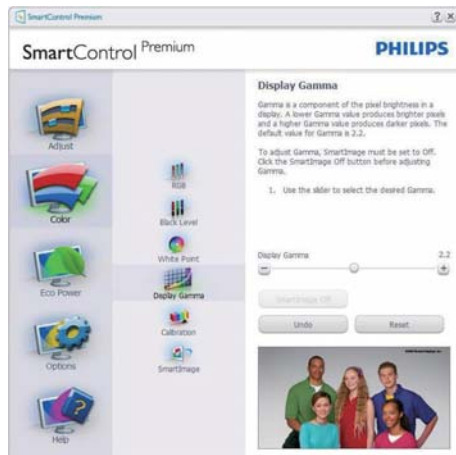 SmartControl Premium
SmartControl Premium
PHILIPS
Adjust
Color
Eco Power
Options
Help
RGB
Black Level
White Point
Display Gamma
Calibration
SmartImage
Display Gamma
Gamma is a component of the pixel brightness in a
display. A lower Gamma value produces brighter pixels
and a higher Gamma value produces darker pixels. The
default value for Gamma is 2.2.
To adjust Gamma, SmartImage must be set to Off.
Click the SmartImage Off button before adjusting
Gamma.
1. Use the slider to select the desired Gamma.
Display Gamma
2.2
SmartImage Off
Undo
Reset